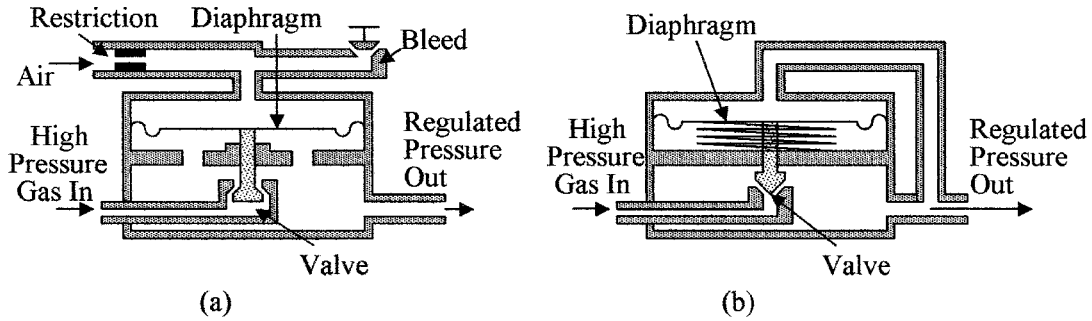 Restriction
Diaphragm
Bleed
Air
High
Pressure
Gas In
Regulated
Pressure
Out
Valve
(a)
Diaphragm
High
Pressure
Gas In
Regulated
Pressure
Out
Valve
(b)